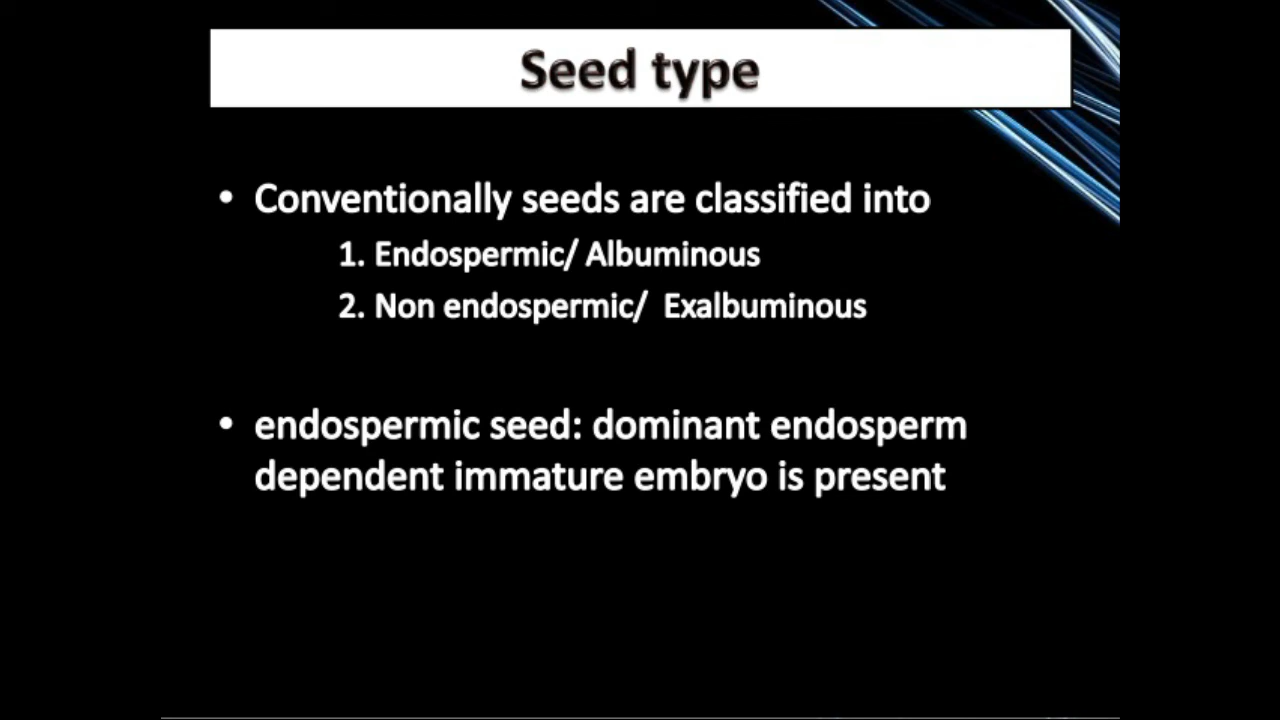 Seed type
• Conventionally seeds are classified into
1. Endospermic/ Albuminous
2. Non endospermic/ Exalbuminous
• endospermic seed: dominant endosperm
dependent immature embryo is present